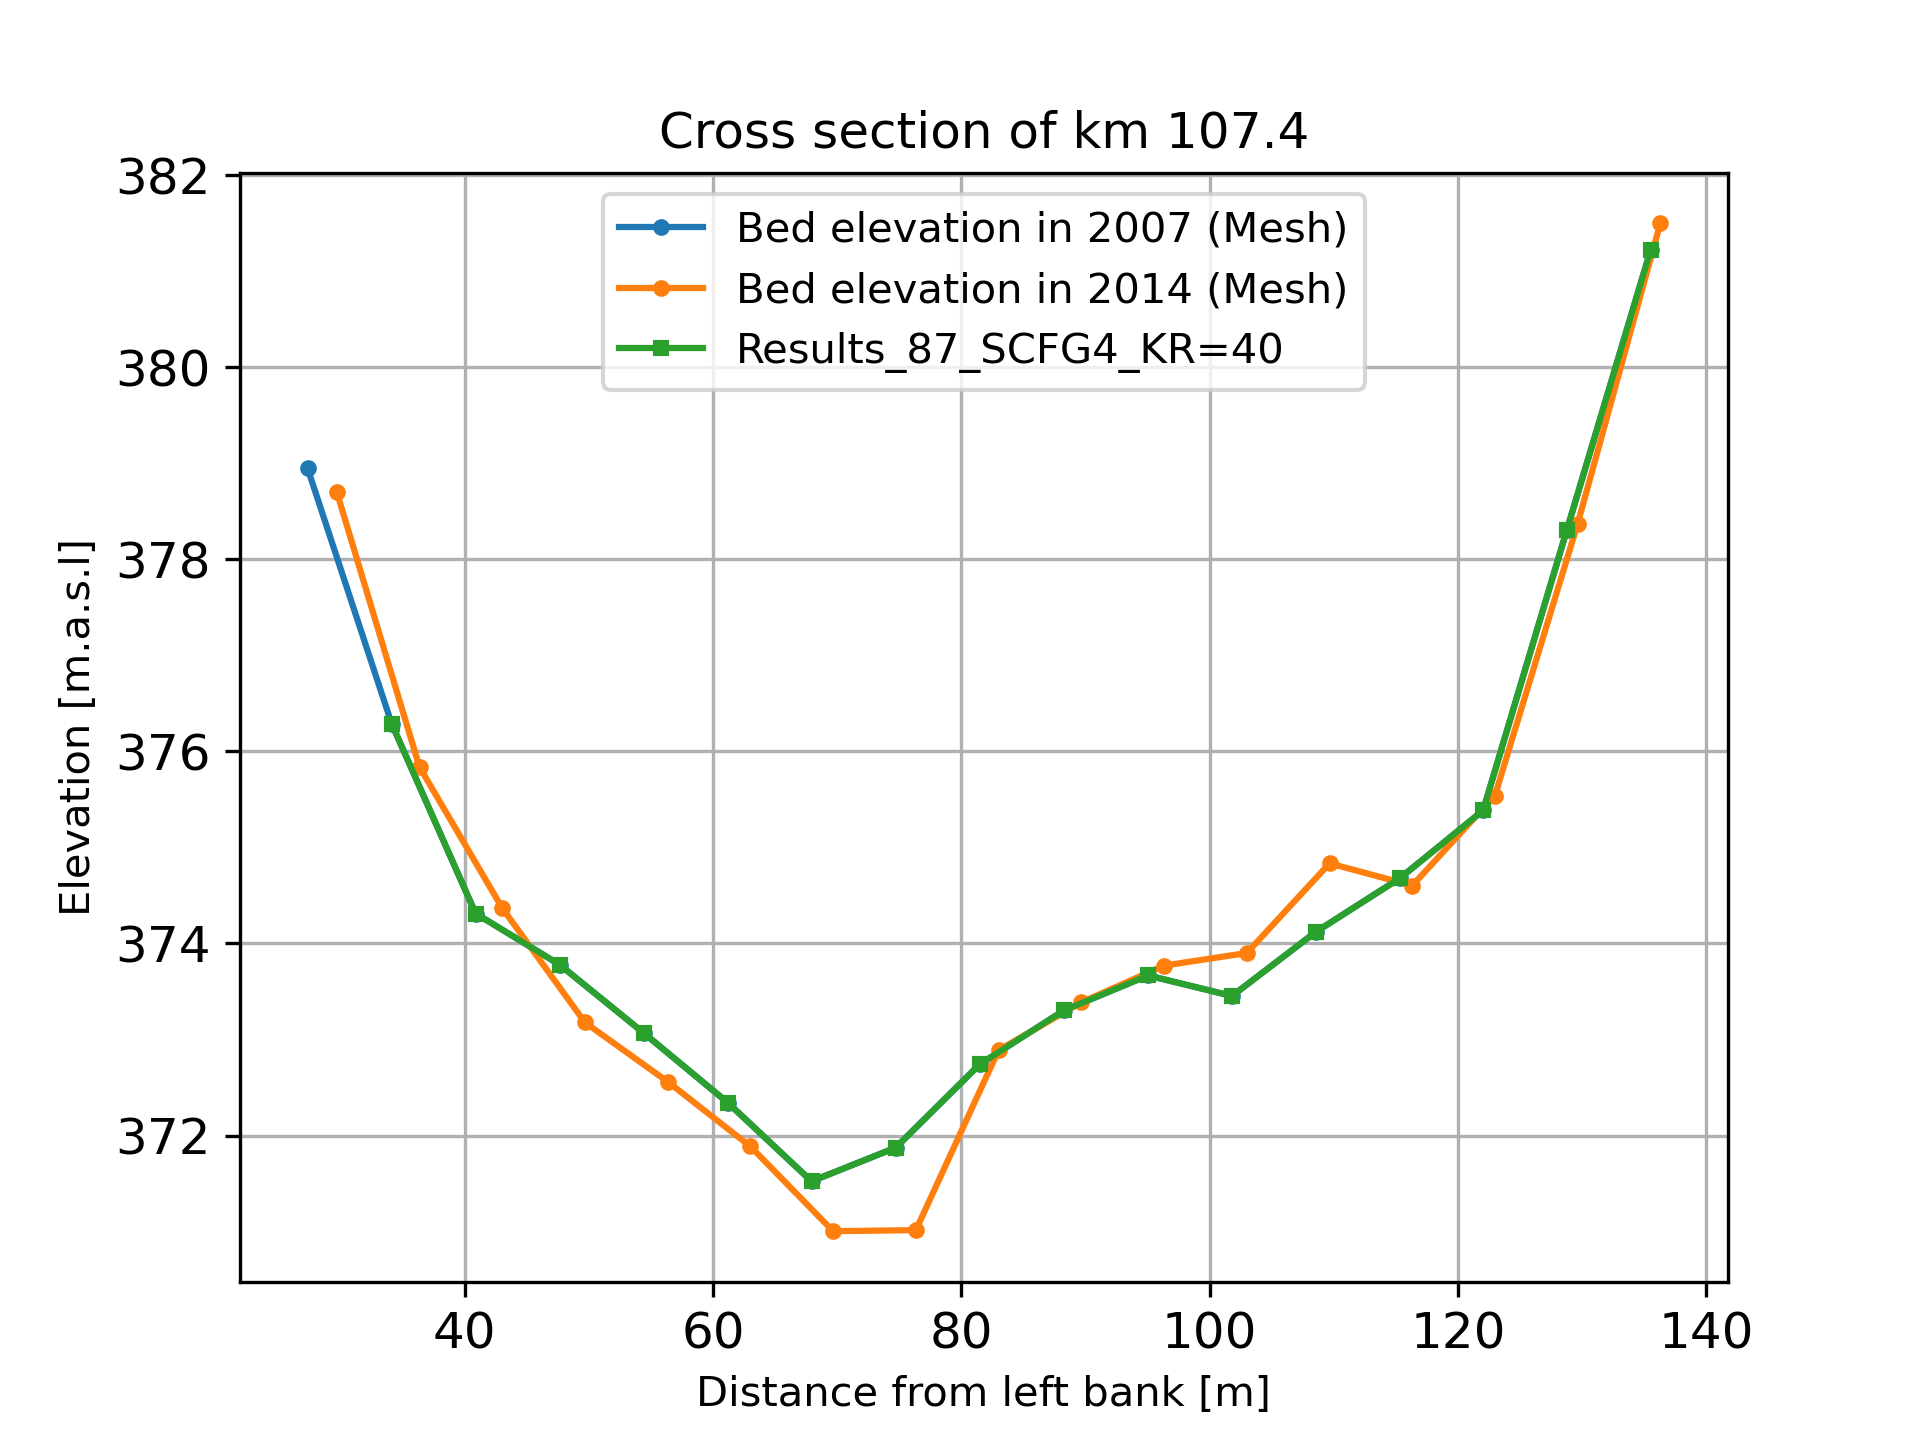 Cross section of km 107.4
382
380
378
376
374
372
Elevation [m.a.s.l]
Bed elevation in 2007 (Mesh)
Bed elevation in 2014 (Mesh)
Results_87_SCFG4_KR=40
40 60 80 100 120 140
Distance from left bank [m]